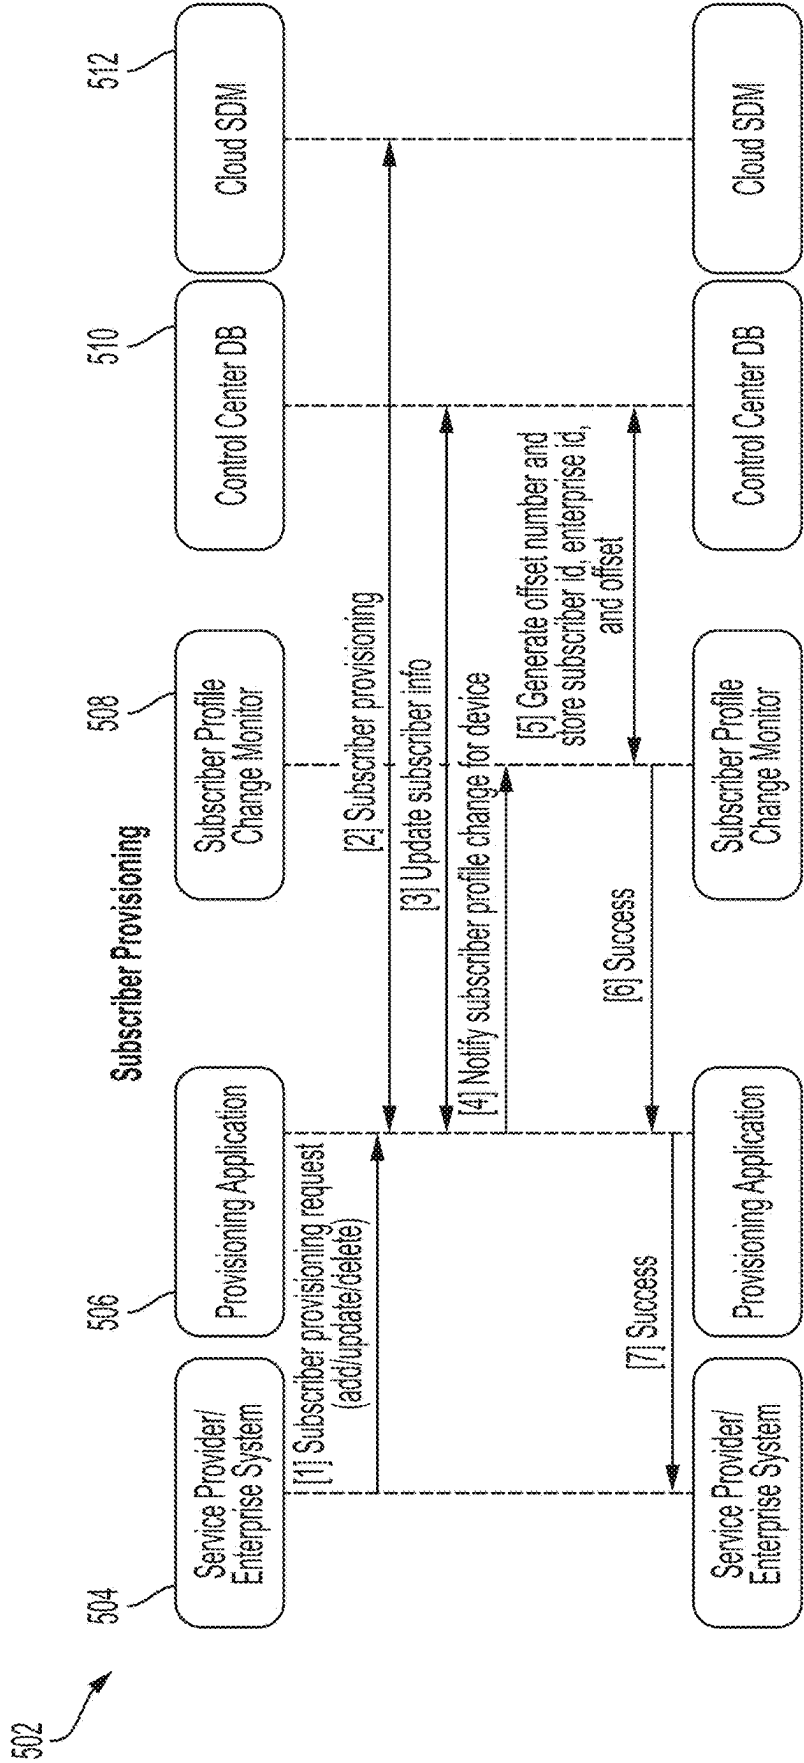 502
Subscriber Provisioning
504
506
508
510
512
Service Provider/
Enterprise System
Provisioning Application
Subscriber Profile
Change Monitor
Control Center DB
Cloud SDM
[1] Subscriber provisioning request
(add/update/delete)
[2] Subscriber provisioning
[3] Update subscriber info
[4] Notify subscriber profile change for device
[5] Generate offset number and
store subscriber id, enterprise id,
and offset
[6] Success
[7] Success
Service Provider/
Enterprise System
Provisioning Application
Subscriber Profile
Change Monitor
Control Center DB
Cloud SDM